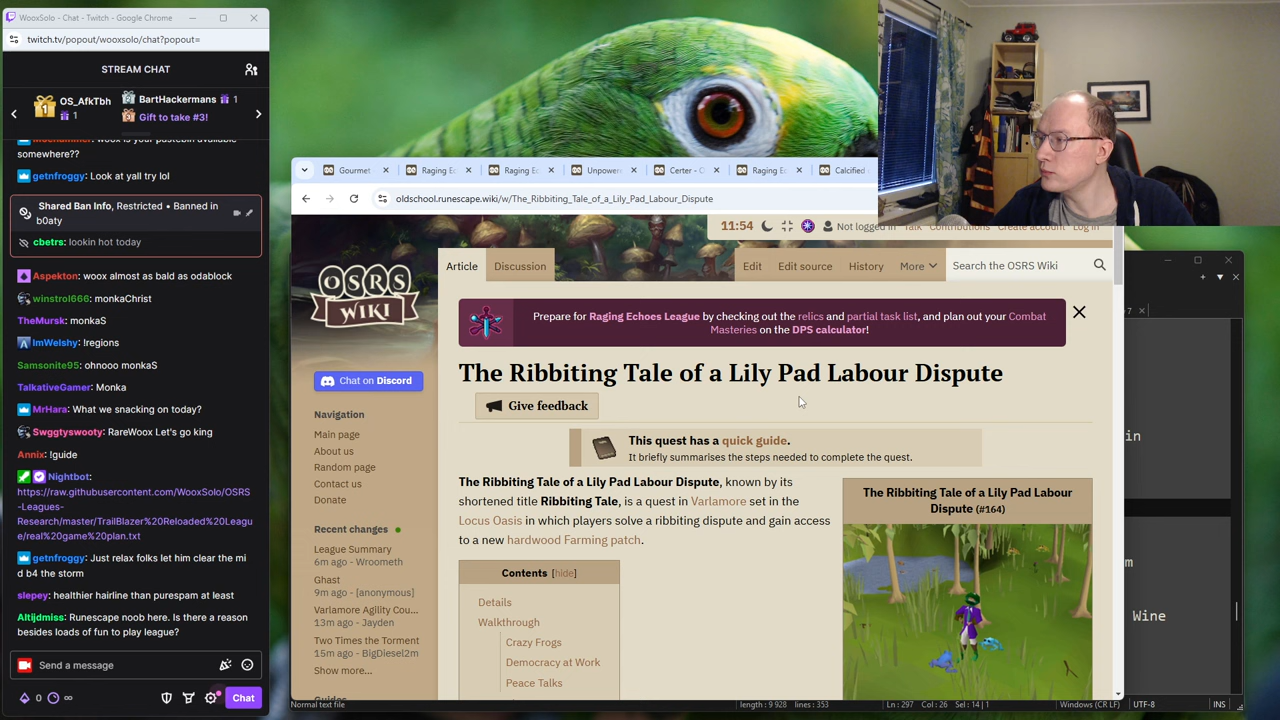 WooxSolo - Chat - Twitch - Google Chrome
twitch.tv/popout/wooxsolo/chat?popout=
STREAM CHAT
OS_AfkTbh
1
BartHackermans 1
Gift to take #3!
somewhere??
getnfroggy: Look at yall try lol
Shared Ban Info, Restricted • Banned in
b0aty
cbetrs: lookin hot today
Aspekton: woox almost as bald as odablock
winstrol666: monkaChrist
TheMursk: monkaS
ImWelshy: !regions
Samsonite95: ohnooo monkaS
TalkativeGamer: Monka
MrHara: What we snacking on today?
Swggtyswooty: RareWoox Let's go king
Annix: !guide
Nightbot:
https://raw.githubusercontent.com/WooxSolo/OSRS
-Leagues-
Research/master/TrailBlazer%20Reloaded%20Leagu
e/real%20game%20plan.txt
getnfroggy: Just relax folks let him clear the mi
d b4 the storm
slepey: healthier hairline than purespam at least
Altijdmiss: Runescape noob here. Is there a reason
besides loads of fun to play league?
Send a message
0 ∞
Chat
Gourmet
Raging Ec
Raging Ec
Unpowere
Certer - O
Raging Ec
Calcified
oldschool.runescape.wiki/w/The_Ribbiting_Tale_of_a_Lily_Pad_Labour_Dispute
11:54
Not logged in Talk Contributions Create account Log in
OSRS
WIKI
Article Discussion
Edit Edit source History More
Search the OSRS Wiki
Prepare for Raging Echoes League by checking out the relics and partial task list, and plan out your Combat
Masteries on the DPS calculator!
Chat on Discord
Navigation
Main page
About us
Random page
Contact us
Donate
Recent changes
League Summary
6m ago - Wroometh
Ghast
9m ago - [anonymous]
Varlamore Agility Cou...
13m ago - Jayden
Two Times the Torment
15m ago - BigDiesel2m
Show more...
Guides
The Ribbiting Tale of a Lily Pad Labour Dispute
Give feedback
This quest has a quick guide.
It briefly summarises the steps needed to complete the quest.
The Ribbiting Tale of a Lily Pad Labour Dispute, known by its
shortened title Ribbiting Tale, is a quest in Varlamore set in the
Locus Oasis in which players solve a ribbiting dispute and gain access
to a new hardwood Farming patch.
Contents [hide]
Details
Walkthrough
Crazy Frogs
Democracy at Work
Peace Talks
The Ribbiting Tale of a Lily Pad Labour
Dispute (#164)
7
in
m
Wine
Normal text file
length : 9 928 lines : 353
Ln : 297 Col : 26 Sel : 14 | 1
Windows (CR LF)
UTF-8
INS